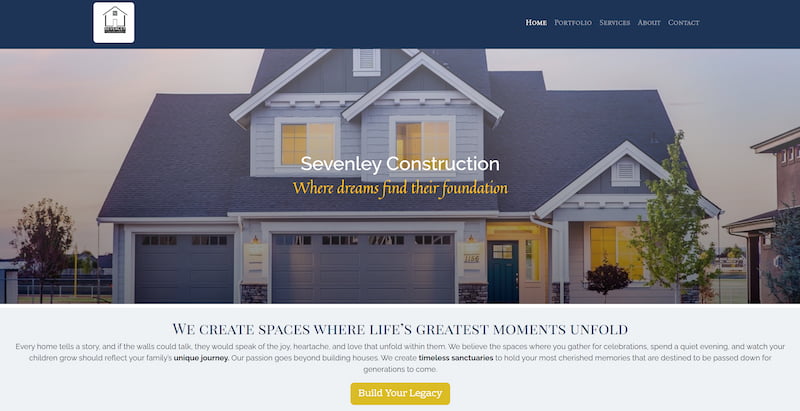 Home Portfolio Services About Contact
Sevenley Construction
Where dreams find their foundation
1156
We create spaces where life's greatest moments unfold
Every home tells a story, and if the walls could talk, they would speak of the joy, heartache, and love that unfold within them. We believe the spaces where you gather for celebrations, spend a quiet evening, and watch your
children grow should reflect your family's unique journey. Our passion goes beyond building houses. We create timeless sanctuaries to hold your most cherished memories that are destined to be passed down for
generations to come.
Build Your Legacy